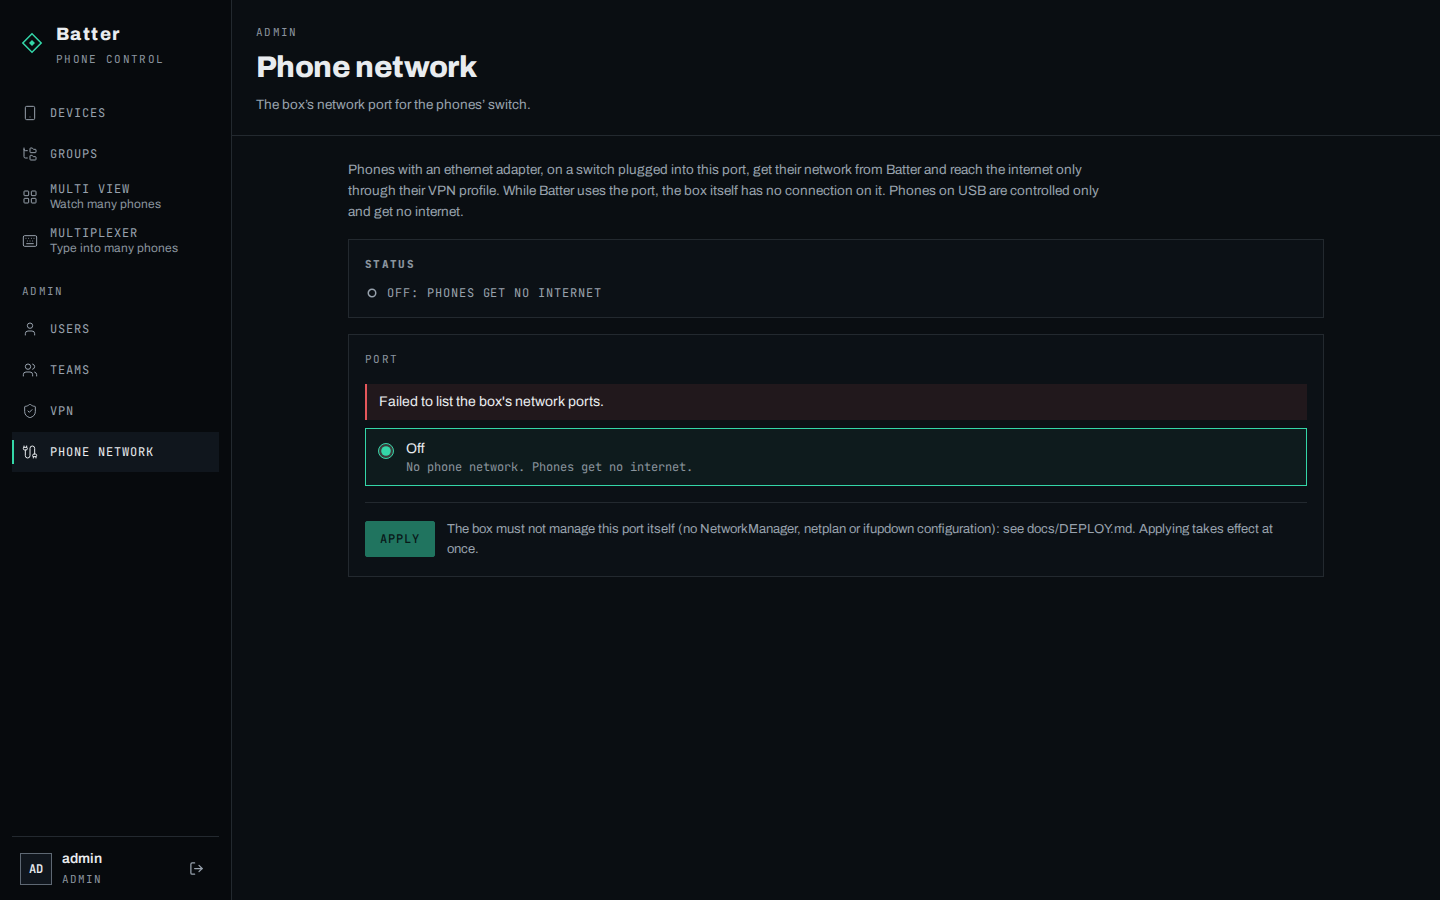 Batter
PHONE CONTROL
DEVICES
GROUPS
MULTI VIEW
Watch many phones
MULTIPLEXER
Type into many phones
ADMIN
USERS
TEAMS
VPN
PHONE NETWORK
AD
admin
ADMIN
ADMIN
Phone network
The box’s network port for the phones’ switch.
Phones with an ethernet adapter, on a switch plugged into this port, get their network from Batter and reach the internet only
through their VPN profile. While Batter uses the port, the box itself has no connection on it. Phones on USB are controlled only
and get no internet.
STATUS
OFF: PHONES GET NO INTERNET
PORT
Failed to list the box's network ports.
Off
No phone network. Phones get no internet.
APPLY
The box must not manage this port itself (no NetworkManager, netplan or ifupdown configuration): see docs/DEPLOY.md. Applying takes effect at
once.